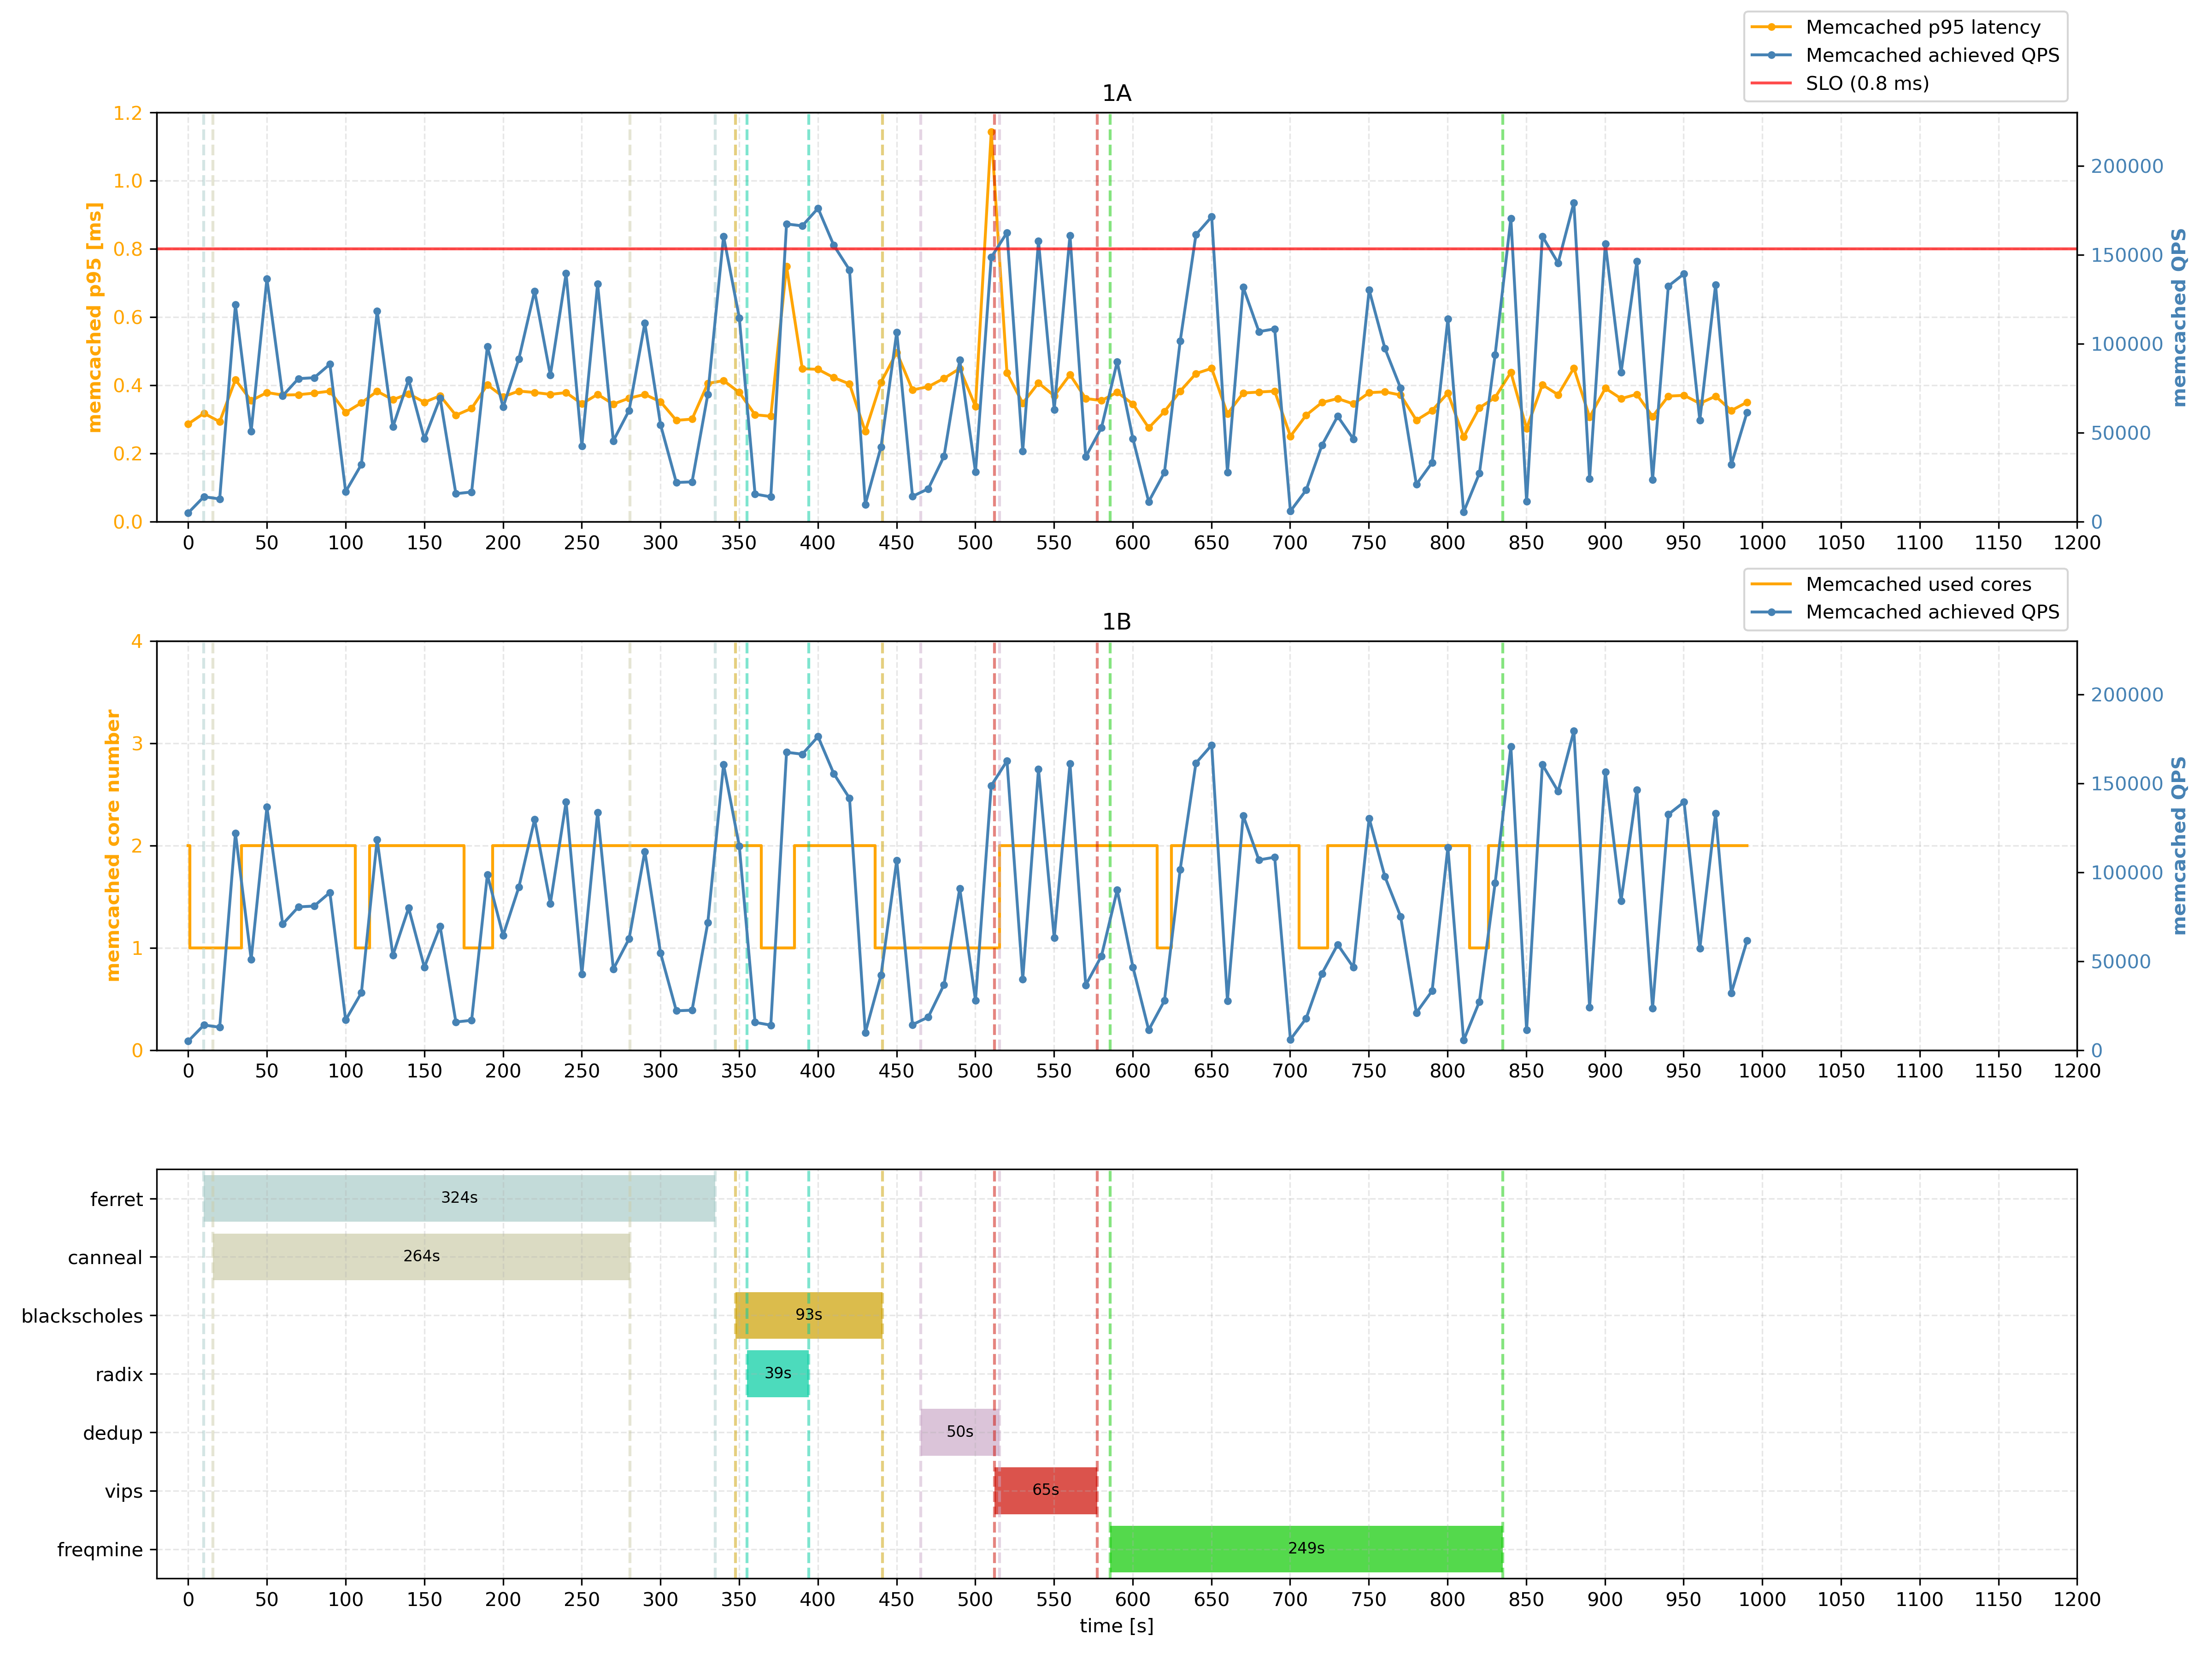 Memcached p95 latency
Memcached achieved QPS
SLO (0.8 ms)
1A
memcached p95 [ms]
1.2
1.0
0.8
0.6
0.4
0.2
0.0
200000
150000
100000
50000
0
memcached QPS
0 50 100 150 200 250 300 350 400 450 500 550 600 650 700 750 800 850 900 950 1000 1050 1100 1150 1200
Memcached used cores
Memcached achieved QPS
1B
memcached core number
4
3
2
1
0
200000
150000
100000
50000
0
memcached QPS
0 50 100 150 200 250 300 350 400 450 500 550 600 650 700 750 800 850 900 950 1000 1050 1100 1150 1200
ferret 324s
canneal 264s
blackscholes 93s
radix 39s
dedup 50s
vips 65s
freqmine 249s
0 50 100 150 200 250 300 350 400 450 500 550 600 650 700 750 800 850 900 950 1000 1050 1100 1150 1200
time [s]